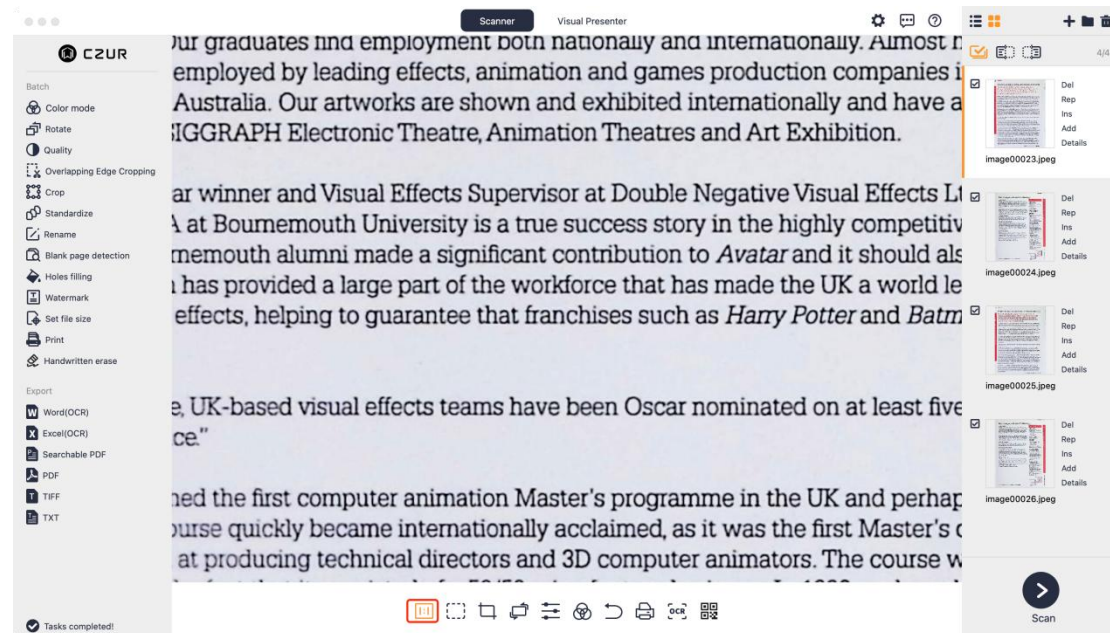 Scanner
Visual Presenter
CZUR
Batch
Color mode
Rotate
Quality
Overlapping Edge Cropping
Crop
Standardize
Rename
Blank page detection
Holes filling
Watermark
Set file size
Print
Handwritten erase
Export
W Word(OCR)
X Excel(OCR)
Searchable PDF
PDF
T TIFF
TXT
Tasks completed!
graduates find employment both nationally and internationally. Almost
employed by leading effects, animation and games production companies
Australia. Our artworks are shown and exhibited internationally and have a
SIGGRAPH Electronic Theatre, Animation Theatres and Art Exhibition.
ar winner and Visual Effects Supervisor at Double Negative Visual Effects
at Bournemouth University is a true success story in the highly competitiv
nemouth alumni made a significant contribution to Avatar and it should als
has provided a large part of the workforce that has made the UK a world le
effects, helping to guarantee that franchises such as Harry Potter and Batm
e, UK-based visual effects teams have been Oscar nominated on at least five
ce."
ned the first computer animation Master's programme in the UK and perhap
ourse quickly became internationally acclaimed, as it was the first Master's
at producing technical directors and 3D computer animators. The course w
1:1
OCR
4/4
Del
Rep
Ins
Add
Details
image00023.jpeg
Del
Rep
Ins
Add
Details
image00024.jpeg
Del
Rep
Ins
Add
Details
image00025.jpeg
Del
Rep
Ins
Add
Details
image00026.jpeg
Scan